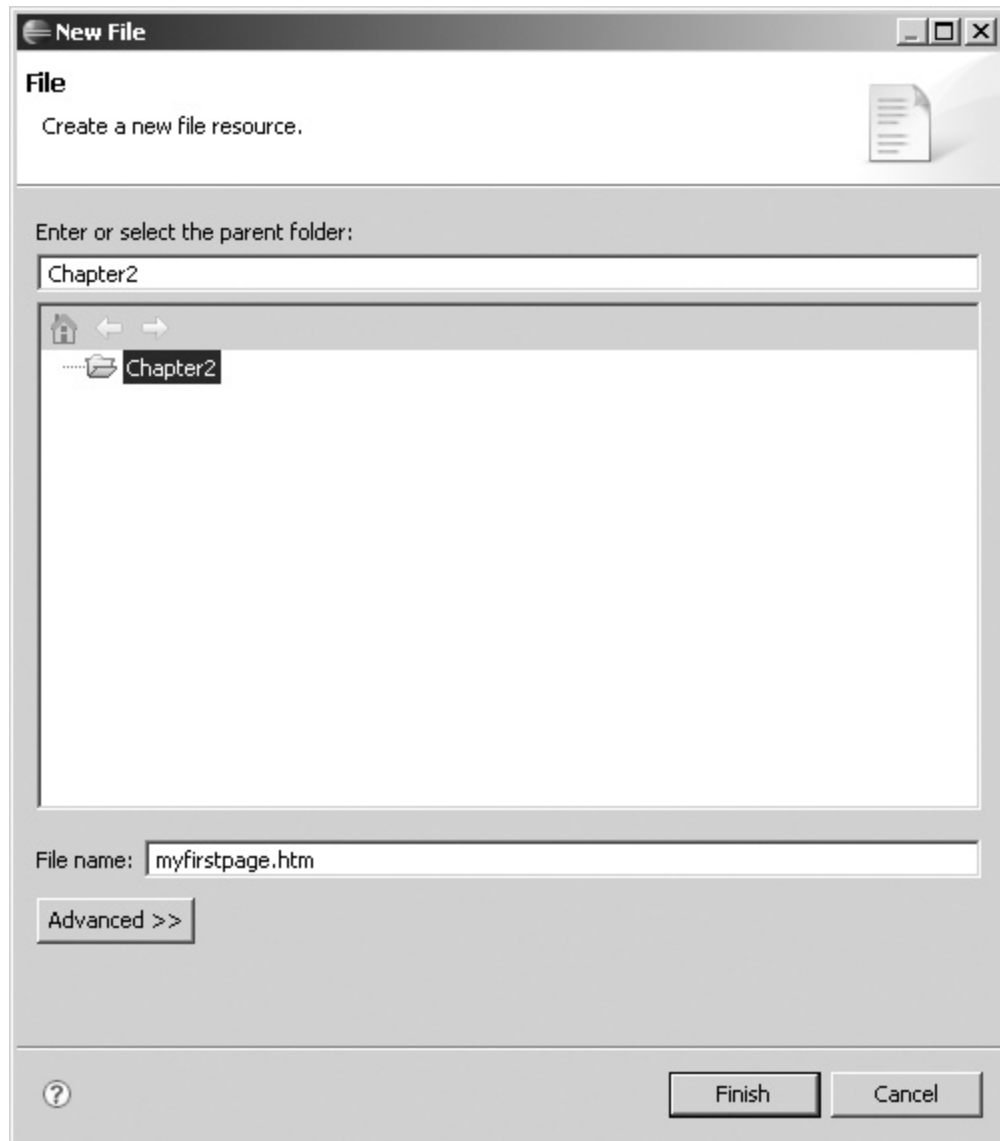 New File
File
Create a new file resource.
Enter or select the parent folder:
Chapter2
Chapter2
File name: myfirstpage.htm
Advanced >>
?
Finish Cancel